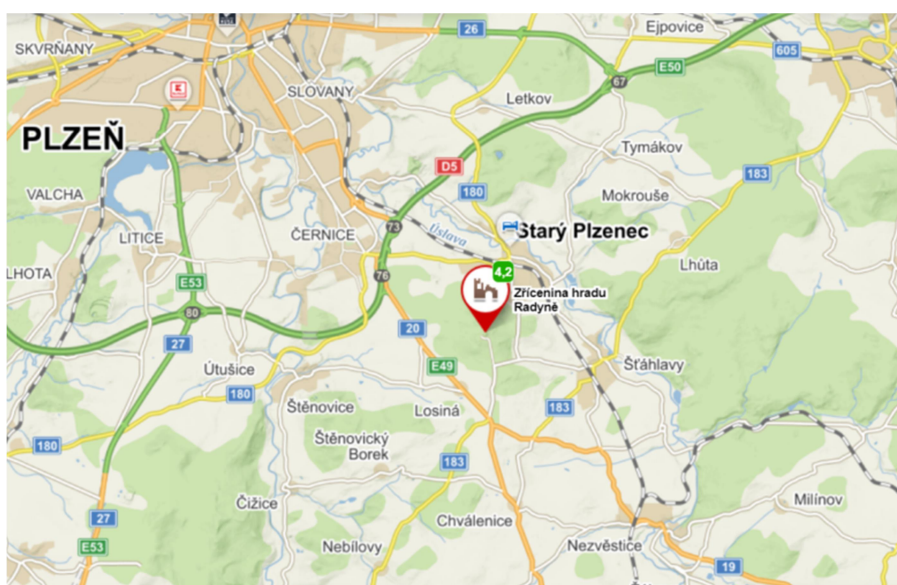 26
Ejpovice
SKVRŇANY
605
E50
67
SLOVANY
Letkov
PLZEŇ
Tymákov
D5
183
180
Mokrouše
VALCHA
Úslava
73
Starý Plzenec
LITICE
ČERNICE
LHOTA
4,2
Lhůta
76
E53
Zřícenina hradu
Radyně
80
20
27
Útušice
E49
Šťáhlavy
180
Štěnovice
Losiná
183
Štěnovický
Borek
180
183
Čížice
Milínov
27
Chválenice
E53
Nebílovy
Nezvěstice
19